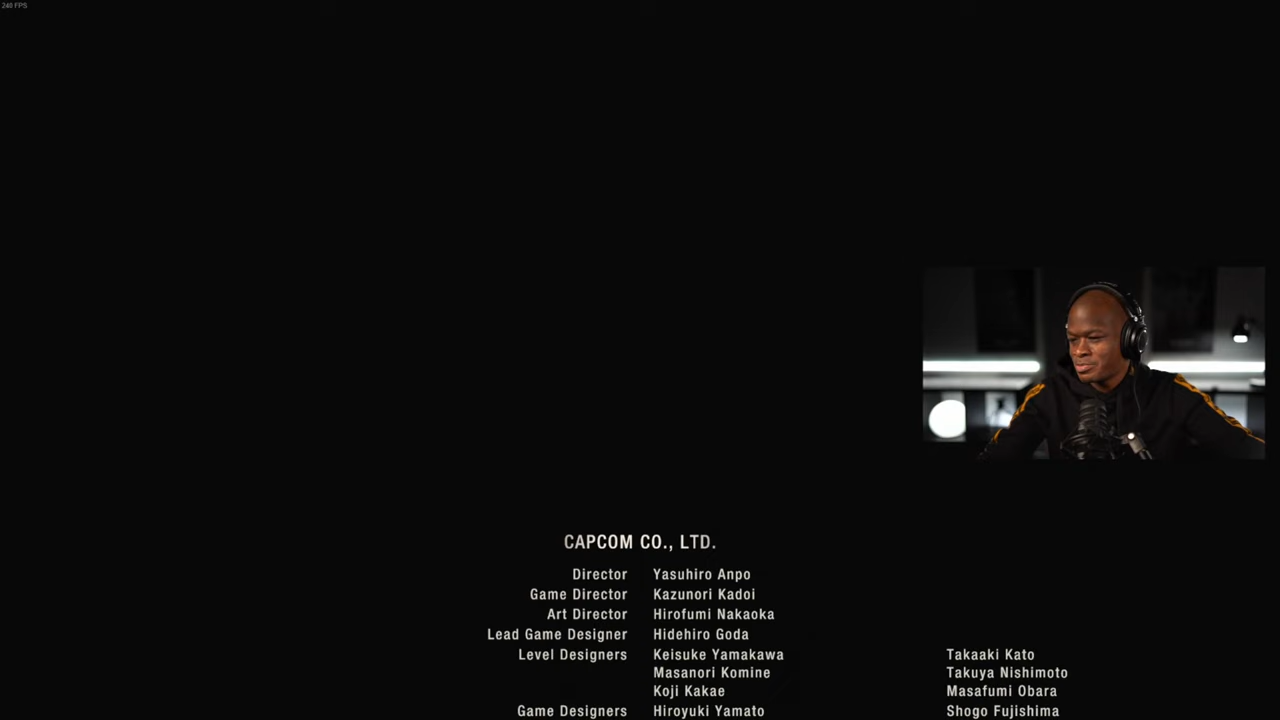 240 FPS
CAPCOM CO., LTD.
Director Yasuhiro Anpo
Game Director Kazunori Kadoi
Art Director Hirofumi Nakaoka
Lead Game Designer Hidehiro Goda
Level Designers Keisuke Yamakawa Takaaki Kato
Masanori Komine Takuya Nishimoto
Koji Kakae Masafumi Obara
Game Designers Hiroyuki Yamato Shogo Fujishima